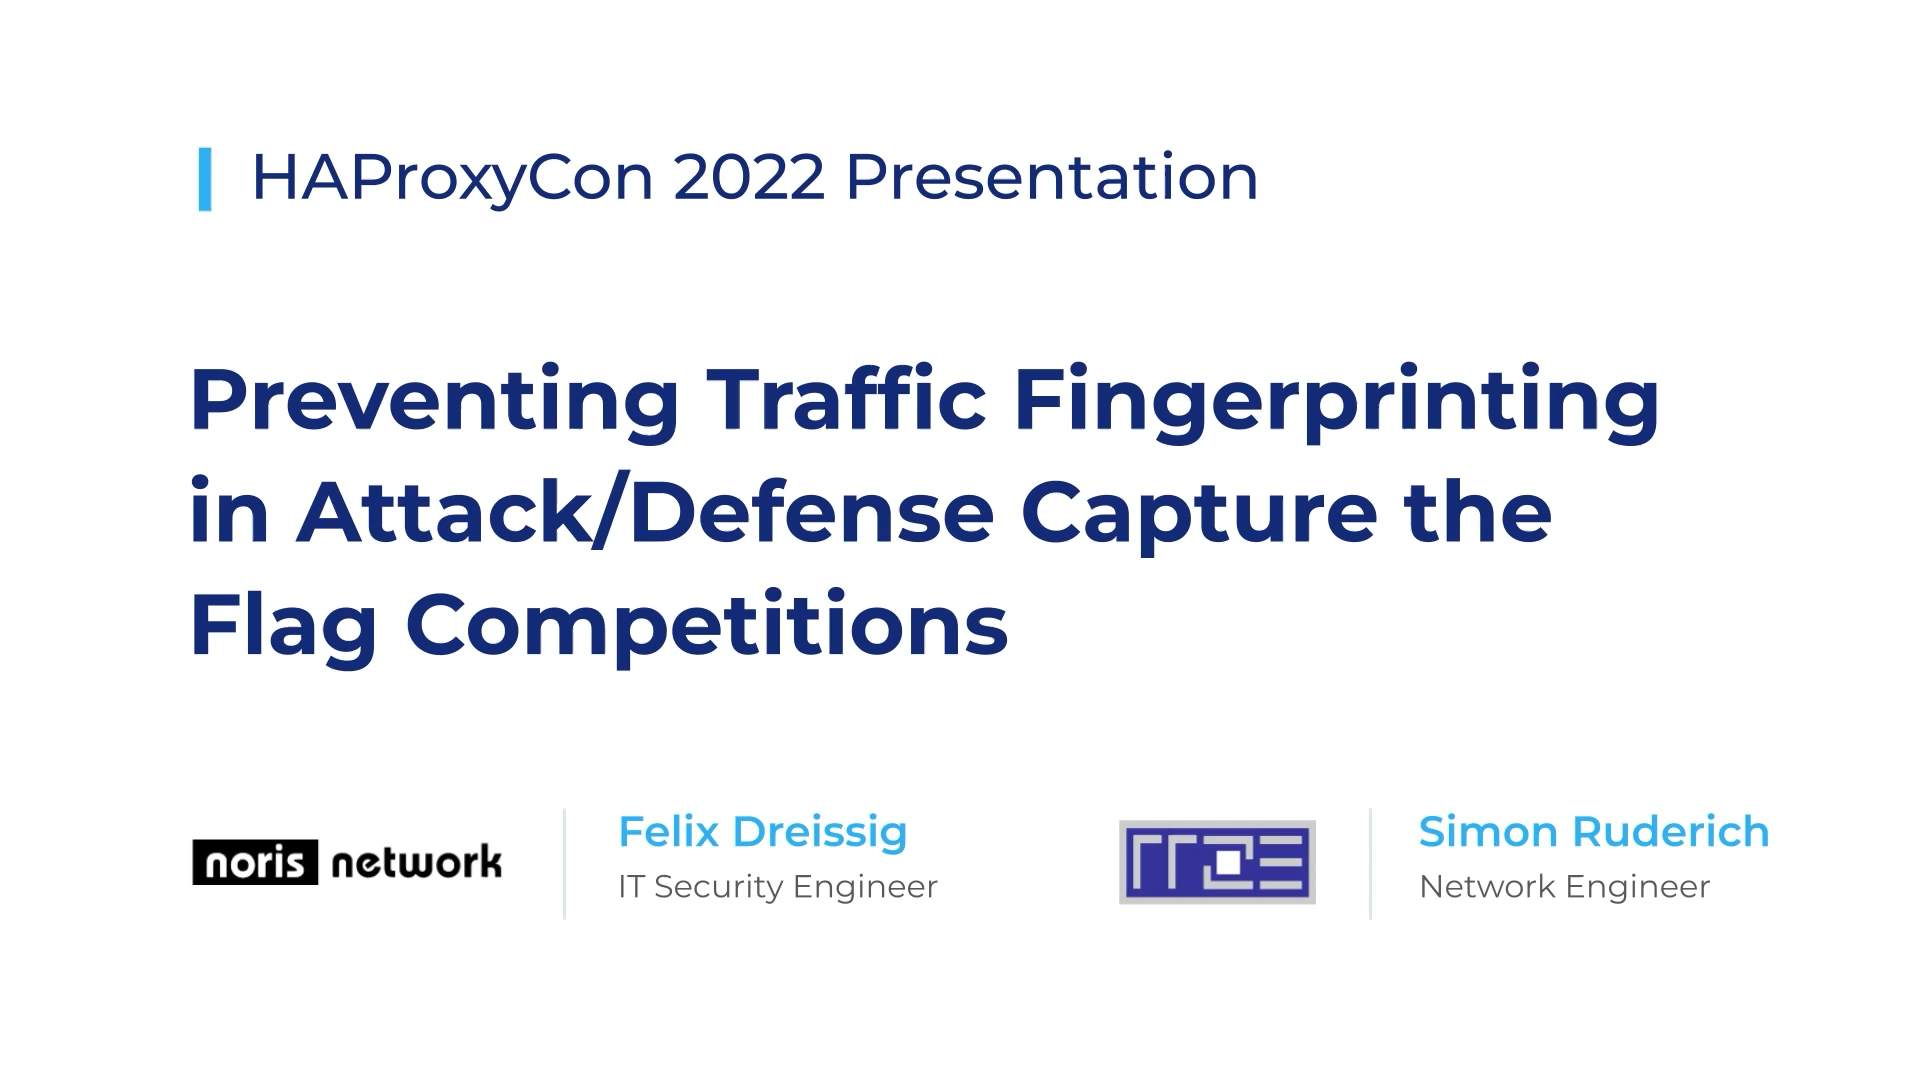 HAProxyCon 2022 Presentation
Preventing Traffic Fingerprinting
in Attack/Defense Capture the
Flag Competitions
noris network
Felix Dreissig
IT Security Engineer
Simon Ruderich
Network Engineer